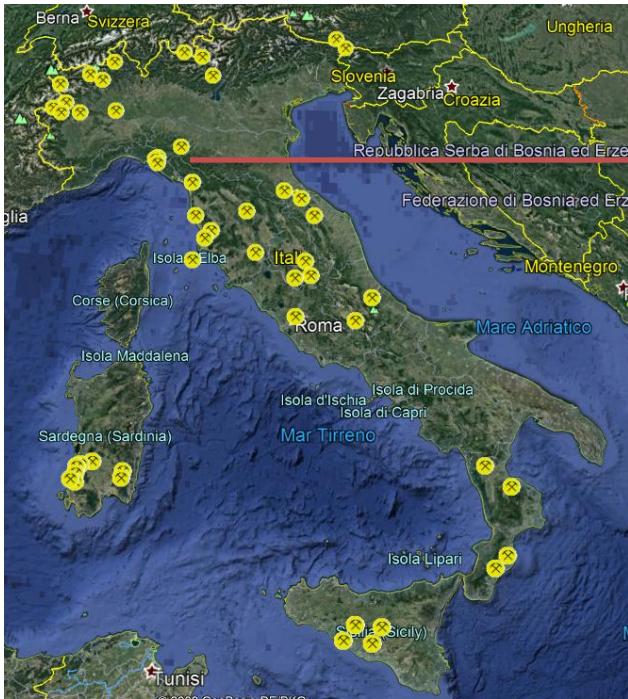 Berna
Svizzera
Ungheria
Slovenia
Zagabria
Croazia
Repubblica Serba di Bosnia ed Erze
Federazione di Bosnia ed Erz
glia
Isola d'Elba
Italia
Montenegro
Corse (Corsica)
Roma
Mare Adriatico
Isola Maddalena
Isola di Procida
Isola d'Ischia
Isola di Capri
Sardegna (Sardinia)
Mar Tirreno
Isola Lipari
Sicilia (Sicily)
Tunisi